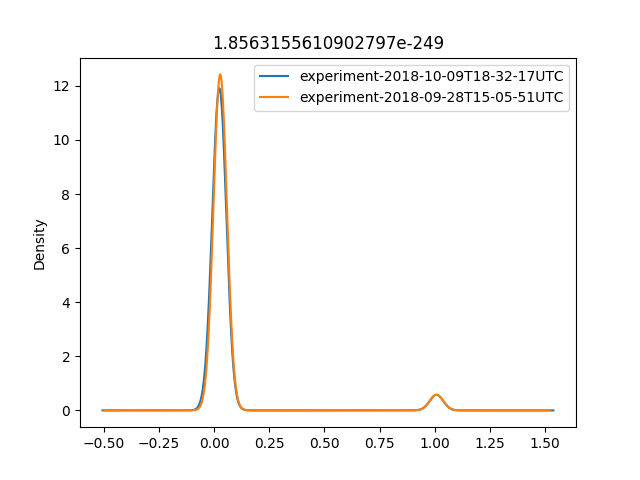 1.8563155610902797e-249
experiment-2018-10-09T18-32-17UTC
experiment-2018-09-28T15-05-51UTC
Density
12
10
8
6
4
2
0
−0.50 −0.25 0.00 0.25 0.50 0.75 1.00 1.25 1.50